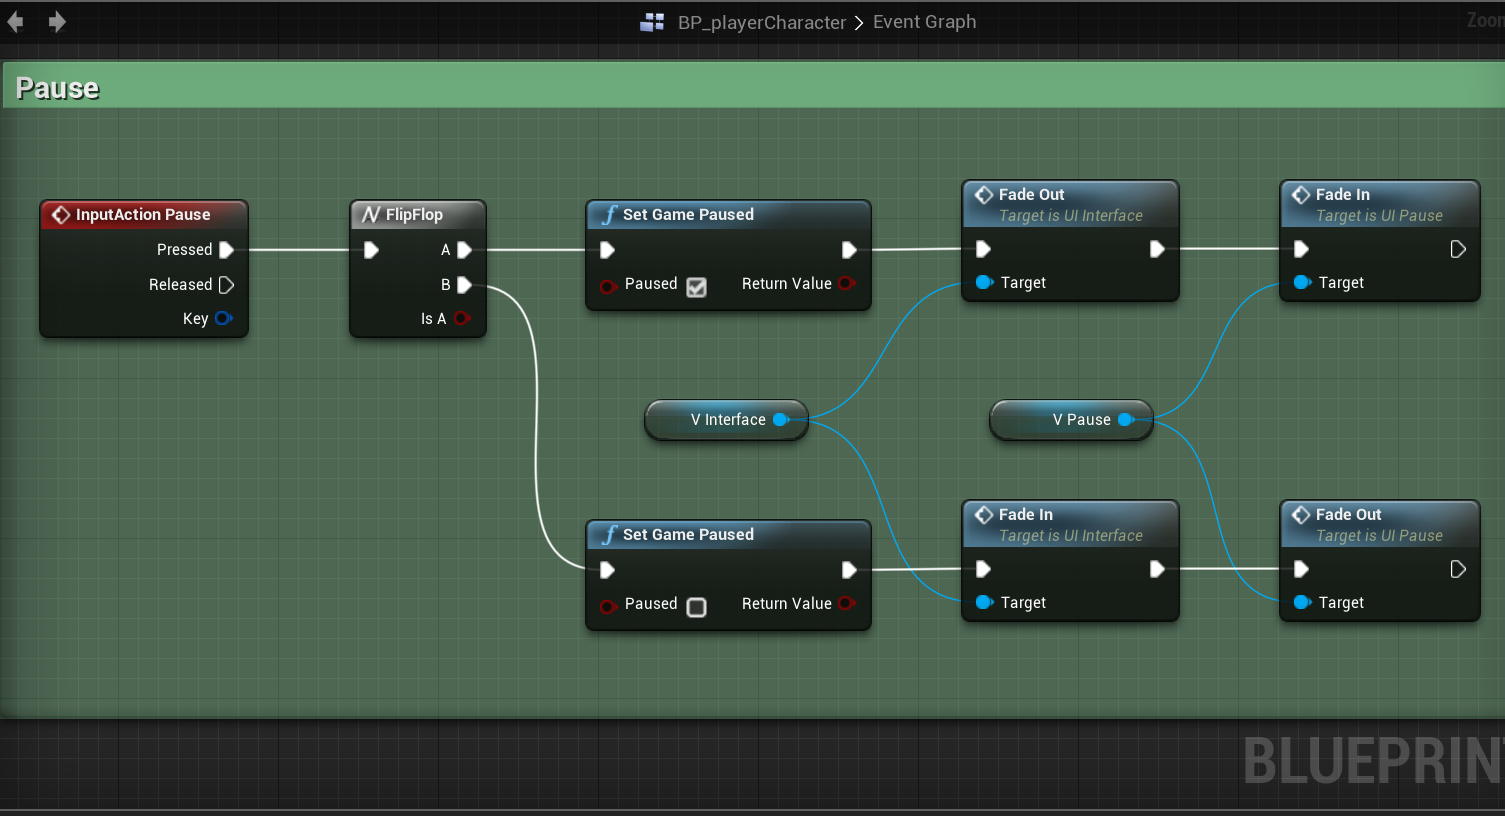 BP_playerCharacter > Event Graph
Pause
InputAction Pause
Pressed
Released
Key
FlipFlop
A
B
Is A
Set Game Paused
Paused
Return Value
Fade Out
Target is UI Interface
Target
Fade In
Target is UI Pause
Target
V Interface
V Pause
Set Game Paused
Paused
Return Value
Fade In
Target is UI Interface
Target
Fade Out
Target is UI Pause
Target